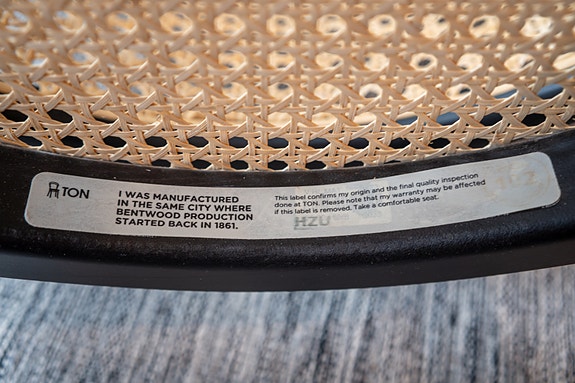 TON
I WAS MANUFACTURED
IN THE SAME CITY WHERE
BENTWOOD PRODUCTION
STARTED BACK IN 1861.
This label confirms my origin and the final quality inspection
done at TON. Please note that my warranty may be affected
if this label is removed. Take a comfortable seat.
HZU